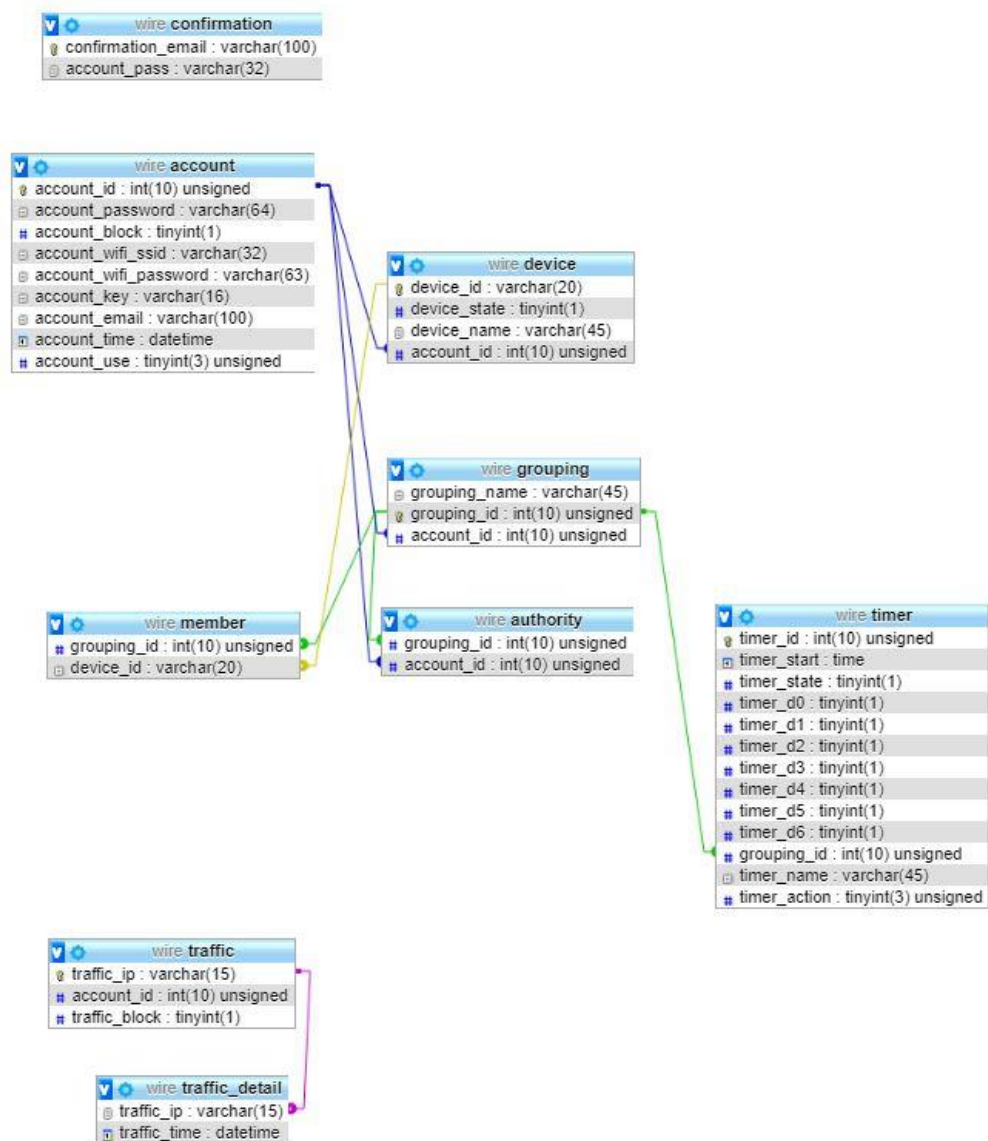 wire confirmation
confirmation_email : varchar(100)
account_pass : varchar(32)
wire account
account_id : int(10) unsigned
account_password : varchar(64)
account_block : tinyint(1)
account_wifi_ssid : varchar(32)
account_wifi_password : varchar(63)
account_key : varchar(16)
account_email : varchar(100)
account_time : datetime
account_use : tinyint(3) unsigned
wire device
device_id : varchar(20)
device_state : tinyint(1)
device_name : varchar(45)
account_id : int(10) unsigned
wire grouping
grouping_name : varchar(45)
grouping_id : int(10) unsigned
account_id : int(10) unsigned
wire member
grouping_id : int(10) unsigned
device_id : varchar(20)
wire authority
grouping_id : int(10) unsigned
account_id : int(10) unsigned
wire timer
timer_id : int(10) unsigned
timer_start : time
timer_state : tinyint(1)
timer_d0 : tinyint(1)
timer_d1 : tinyint(1)
timer_d2 : tinyint(1)
timer_d3 : tinyint(1)
timer_d4 : tinyint(1)
timer_d5 : tinyint(1)
timer_d6 : tinyint(1)
grouping_id : int(10) unsigned
timer_name : varchar(45)
timer_action : tinyint(3) unsigned
wire traffic
traffic_ip : varchar(15)
account_id : int(10) unsigned
traffic_block : tinyint(1)
wire traffic_detail
traffic_ip : varchar(15)
traffic_time : datetime